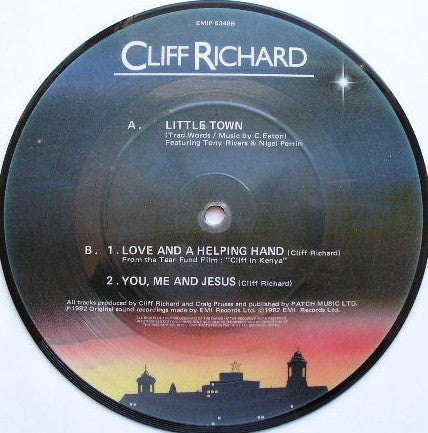 EMIP 5348B
CLIFF RICHARD
A. LITTLE TOWN
(Trad. Words / Music by C. Eaton)
Featuring Tony Rivers & Nigel Perrin
B. 1. LOVE AND A HELPING HAND (Cliff Richard)
From the Tear Fund Film : "Cliff in Kenya"
2. YOU, ME AND JESUS (Cliff Richard)
All tracks produced by Cliff Richard and Craig Pruess and published by PATCH MUSIC LTD.
℗1982 Original sound recordings made by EMI Records Ltd. ©1982 EMI Records Ltd.